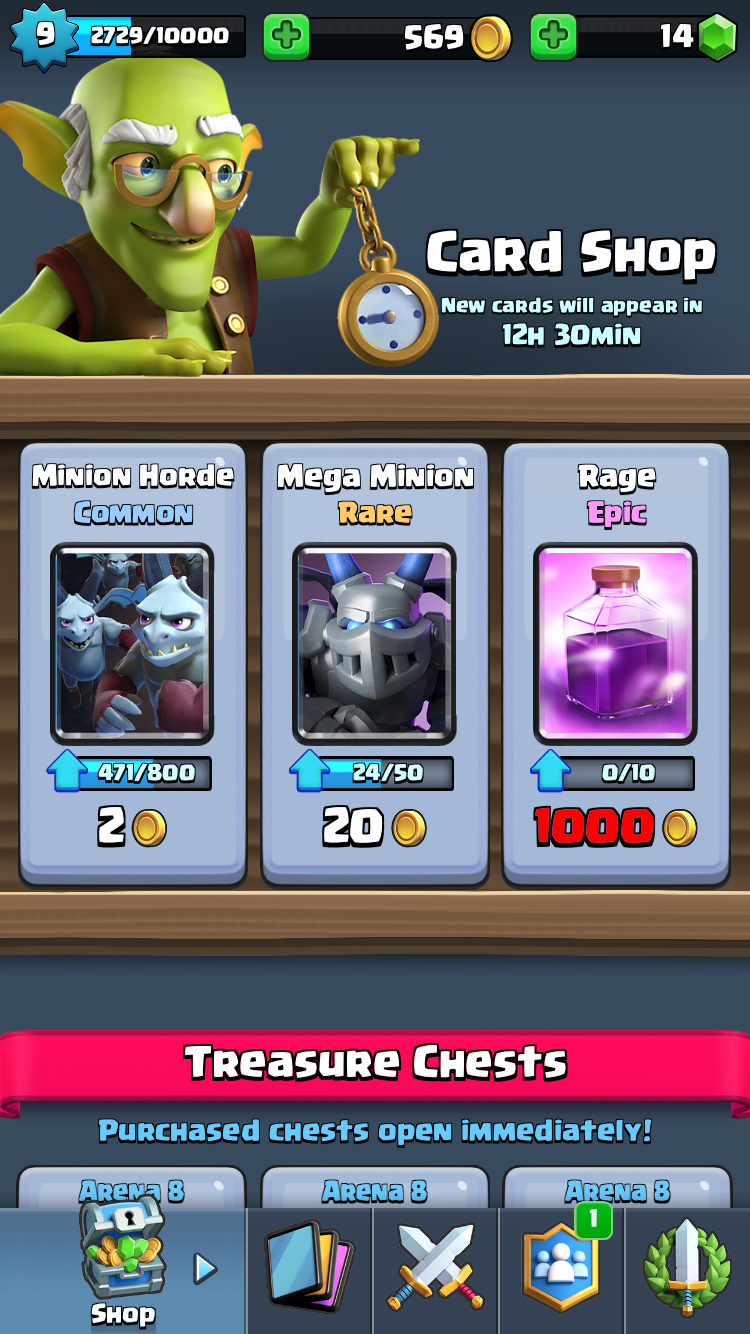 9 2729/10000 569 14
Card Shop
New cards will appear in
12h 30min
Minion Horde
Common
471/800
2
Mega Minion
Rare
24/50
20
Rage
Epic
0/10
1000
Treasure Chests
Purchased chests open immediately!
Arena 8 Arena 8 Arena 8
1
Shop